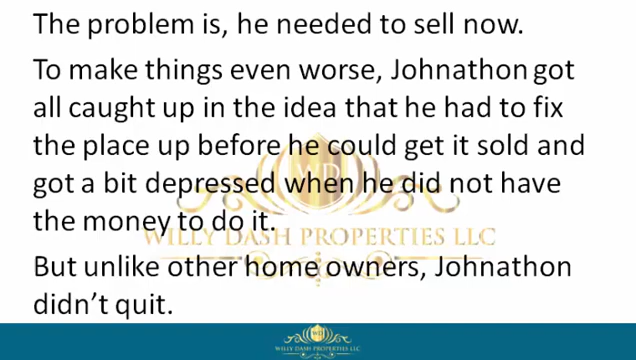 The problem is, he needed to sell now.
To make things even worse, Johnathon got
all caught up in the idea that he had to fix
the place up before he could get it sold and
got a bit depressed when he did not have
the money to do it.
WILLY DASH PROPERTIES LLC
But unlike other home owners, Johnathon
didn't quit.
WILLY DASH PROPERTIES LLC